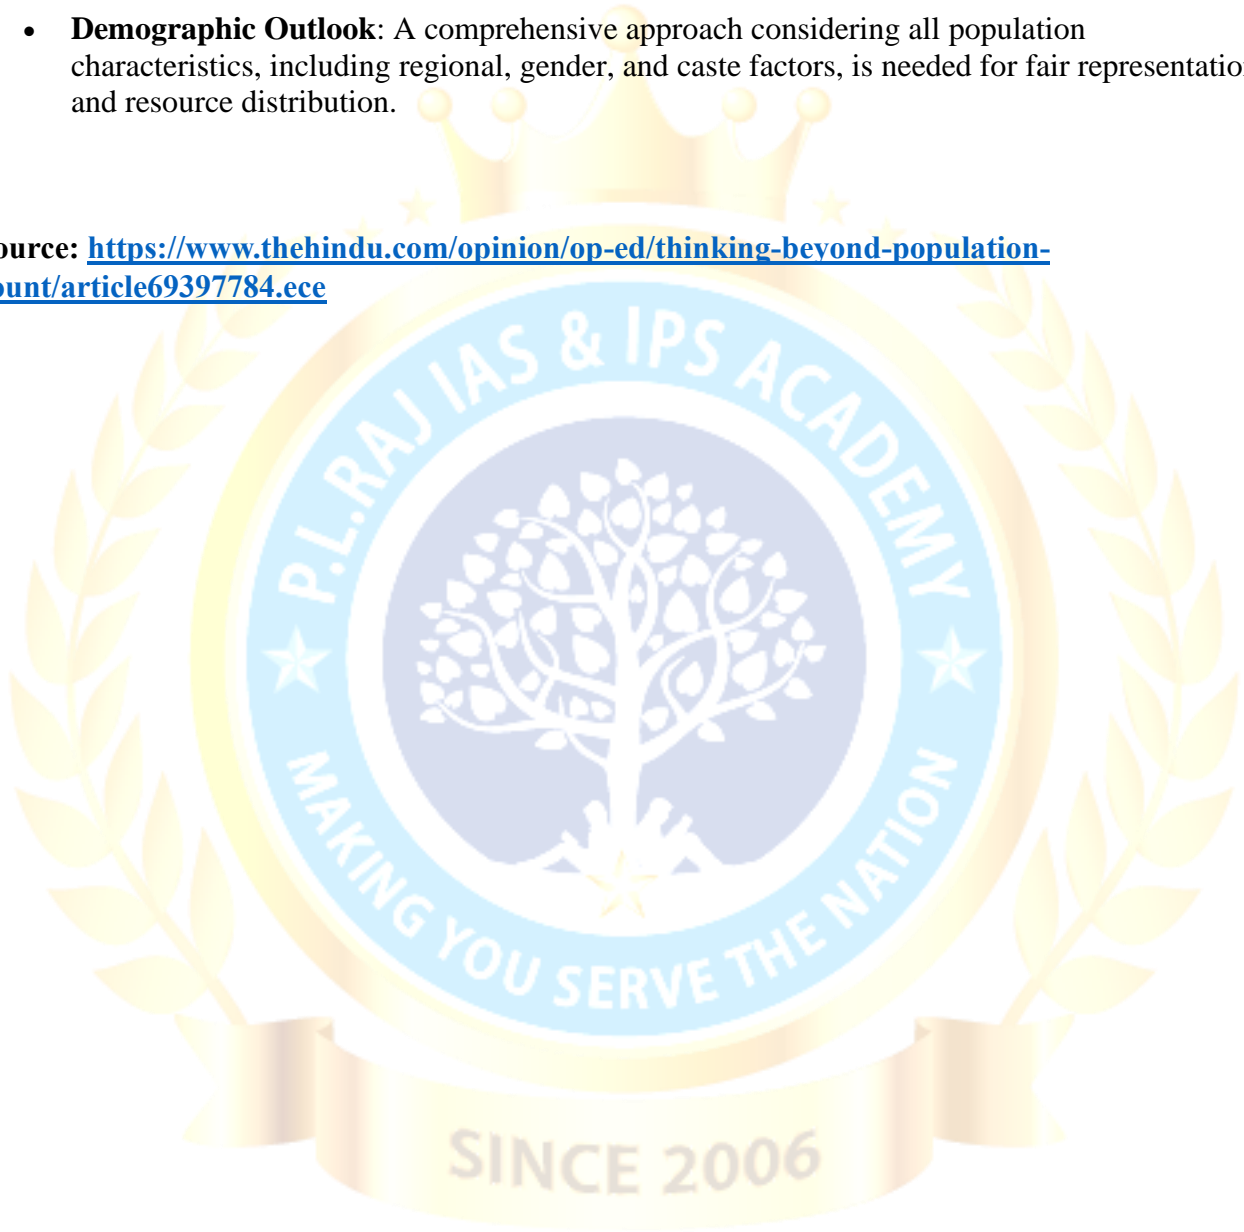 • Demographic Outlook: A comprehensive approach considering all population
characteristics, including regional, gender, and caste factors, is needed for fair representatio
and resource distribution.
ource: https://www.thehindu.com/opinion/op-ed/thinking-beyond-population-
ount/article69397784.ece
P.L.RAJ IAS & IPS ACADEMY
MAKING YOU SERVE THE NATION
SINCE 2006